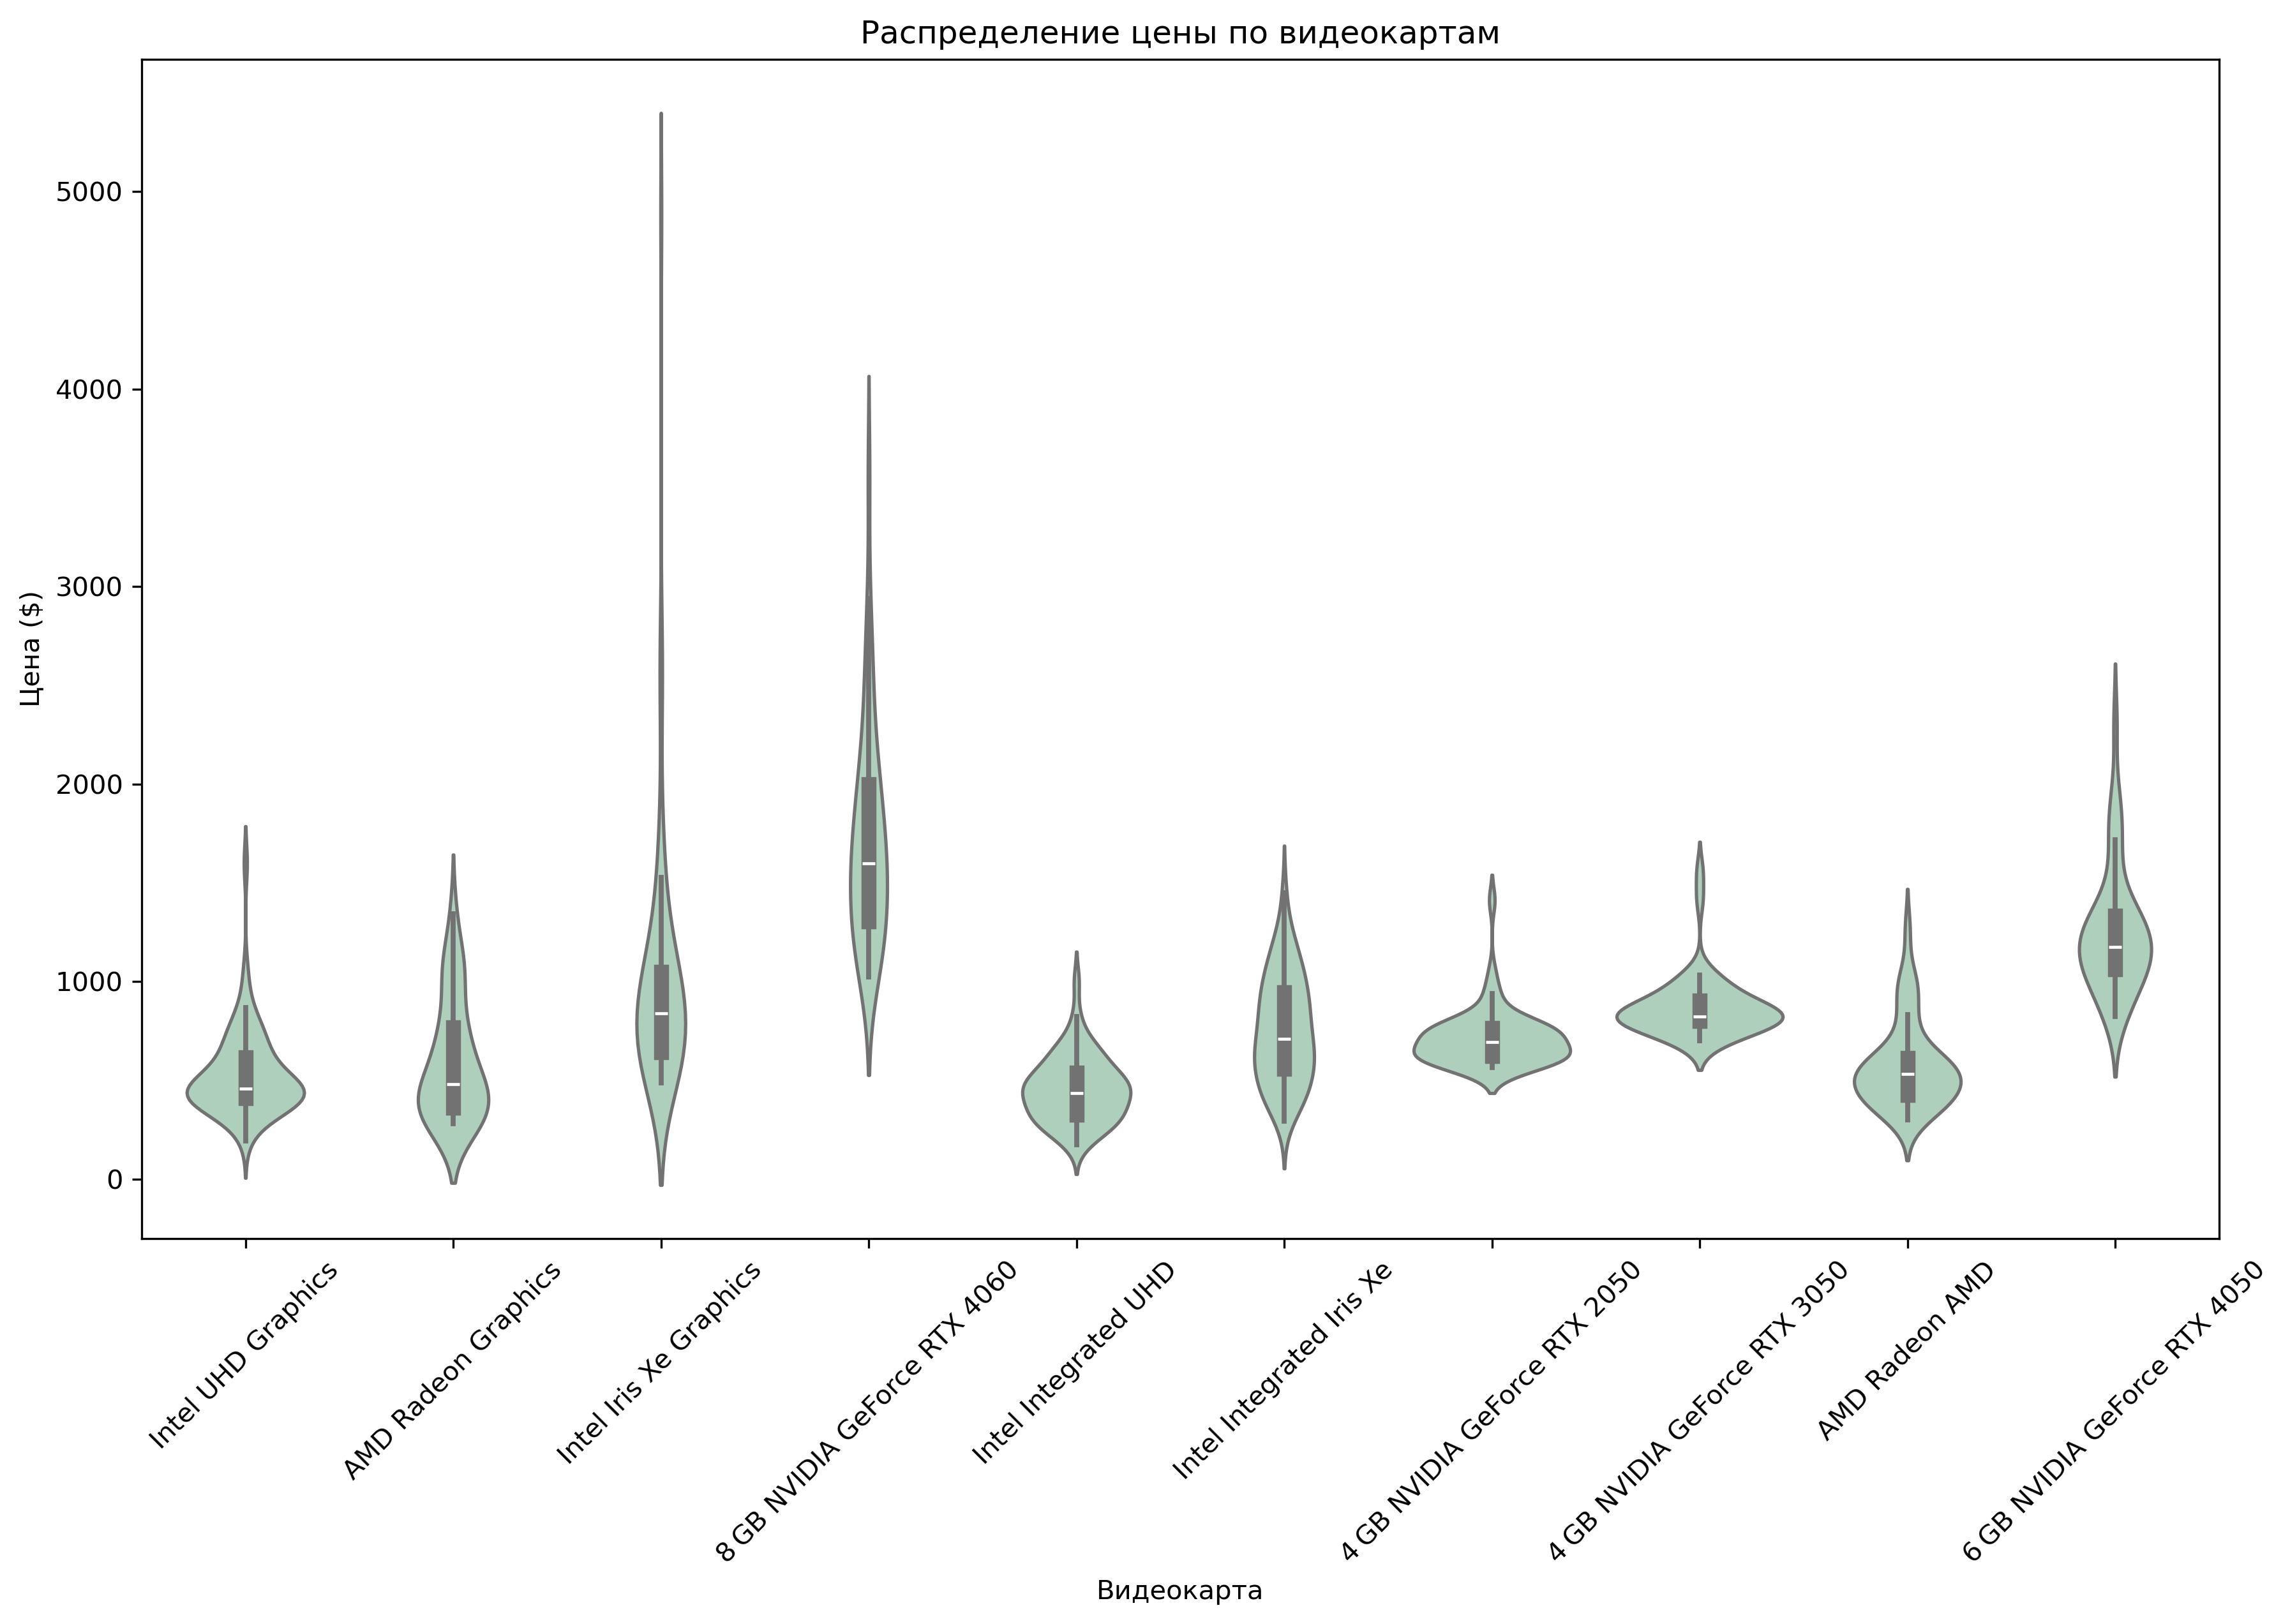 Распределение цены по видеокартам
Цена ($)
5000
4000
3000
2000
1000
0
Intel UHD Graphics
AMD Radeon Graphics
Intel Iris Xe Graphics
8 GB NVIDIA GeForce RTX 4060
Intel Integrated UHD
Intel Integrated Iris Xe
4 GB NVIDIA GeForce RTX 2050
4 GB NVIDIA GeForce RTX 3050
AMD Radeon AMD
6 GB NVIDIA GeForce RTX 4050
Видеокарта